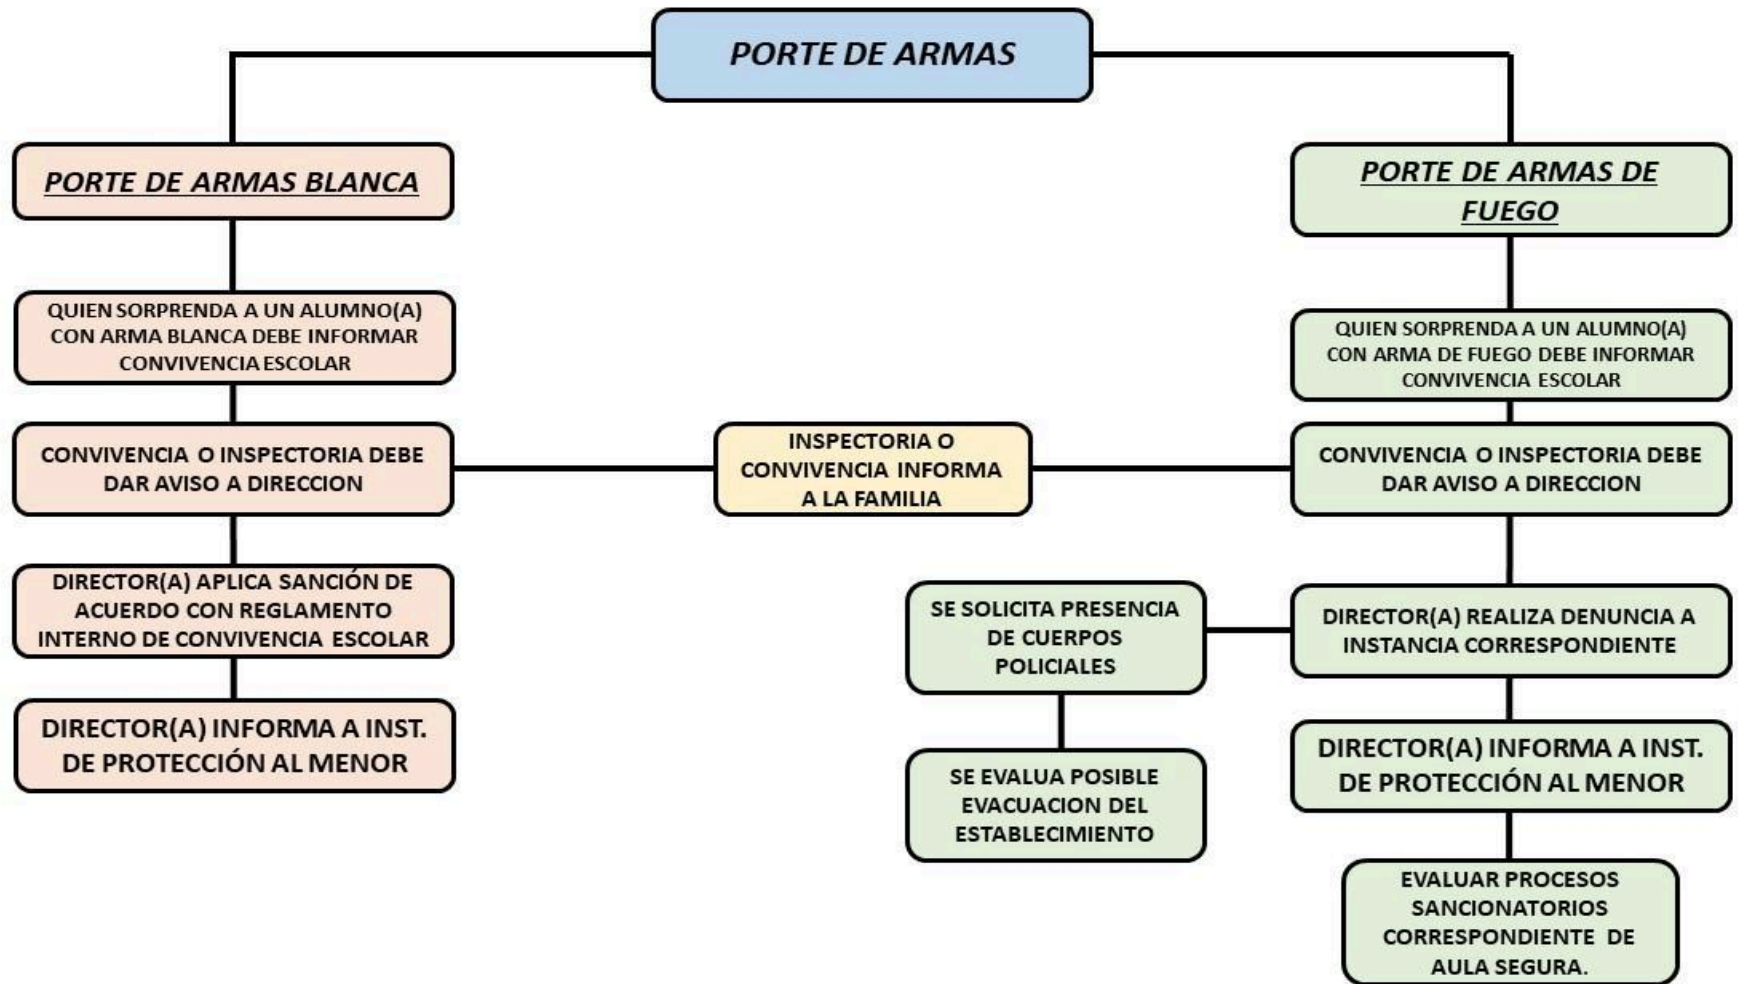 PORTE DE ARMAS
PORTE DE ARMAS BLANCA
QUIEN SORPRENDA A UN ALUMNO(A)
CON ARMA BLANCA DEBE INFORMAR
CONVIVENCIA ESCOLAR
CONVIVENCIA O INSPECTORIA DEBE
DAR AVISO A DIRECCION
DIRECTOR(A) APLICA SANCIÓN DE
ACUERDO CON REGLAMENTO
INTERNO DE CONVIVENCIA ESCOLAR
DIRECTOR(A) INFORMA A INST.
DE PROTECCIÓN AL MENOR
INSPECTORIA O
CONVIVENCIA INFORMA
A LA FAMILIA
PORTE DE ARMAS DE
FUEGO
QUIEN SORPRENDA A UN ALUMNO(A)
CON ARMA DE FUEGO DEBE INFORMAR
CONVIVENCIA ESCOLAR
CONVIVENCIA O INSPECTORIA DEBE
DAR AVISO A DIRECCION
DIRECTOR(A) REALIZA DENUNCIA A
INSTANCIA CORRESPONDIENTE
SE SOLICITA PRESENCIA
DE CUERPOS
POLICIALES
SE EVALUA POSIBLE
EVACUACION DEL
ESTABLECIMIENTO
DIRECTOR(A) INFORMA A INST.
DE PROTECCIÓN AL MENOR
EVALUAR PROCESOS
SANCIONATORIOS
CORRESPONDIENTE DE
AULA SEGURA.